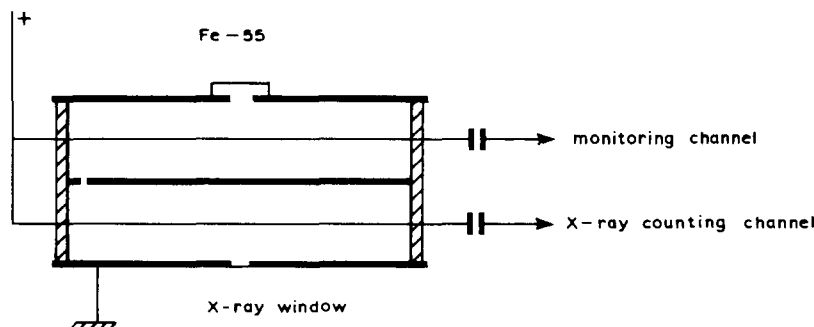 +
Fe-55
monitoring channel
X-ray counting channel
X-ray window